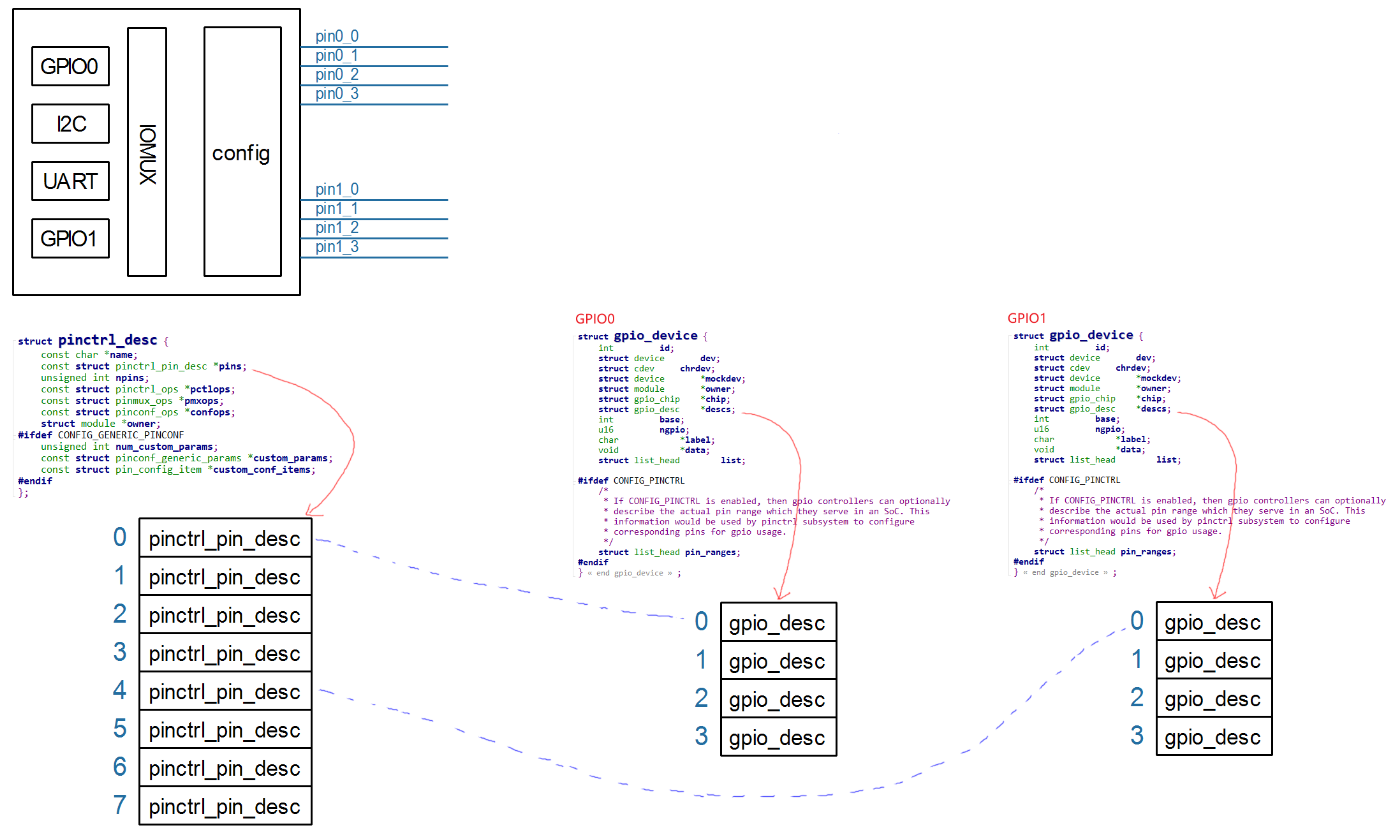 GPIO0
I2C
UART
GPIO1
IOMUX
config
pin0_0
pin0_1
pin0_2
pin0_3
pin1_0
pin1_1
pin1_2
pin1_3
struct pinctrl_desc {
const char *name;
const struct pinctrl_pin_desc *pins;
unsigned int npins;
const struct pinctrl_ops *pctlops;
const struct pinmux_ops *pmxops;
const struct pinconf_ops *confops;
struct module *owner;
#ifdef CONFIG_GENERIC_PINCONF
unsigned int num_custom_params;
const struct pinconf_generic_params *custom_params;
const struct pin_config_item *custom_conf_items;
#endif
};
0 pinctrl_pin_desc
1 pinctrl_pin_desc
2 pinctrl_pin_desc
3 pinctrl_pin_desc
4 pinctrl_pin_desc
5 pinctrl_pin_desc
6 pinctrl_pin_desc
7 pinctrl_pin_desc
GPIO0
struct gpio_device {
int id;
struct device dev;
struct cdev chrdev;
struct device *mockdev;
struct module *owner;
struct gpio_chip *chip;
struct gpio_desc *descs;
int base;
u16 ngpio;
char *label;
void *data;
struct list_head list;
#ifdef CONFIG_PINCTRL
/*
* If CONFIG_PINCTRL is enabled, then gpio controllers can optionally
* describe the actual pin range which they serve in an SoC. This
* information would be used by pinctrl subsystem to configure
* corresponding pins for gpio usage.
*/
struct list_head pin_ranges;
#endif
} « end gpio_device » ;
0 gpio_desc
1 gpio_desc
2 gpio_desc
3 gpio_desc
GPIO1
struct gpio_device {
int id;
struct device dev;
struct cdev chrdev;
struct device *mockdev;
struct module *owner;
struct gpio_chip *chip;
struct gpio_desc *descs;
int base;
u16 ngpio;
char *label;
void *data;
struct list_head list;
#ifdef CONFIG_PINCTRL
/*
* If CONFIG_PINCTRL is enabled, then gpio controllers can optionally
* describe the actual pin range which they serve in an SoC. This
* information would be used by pinctrl subsystem to configure
* corresponding pins for gpio usage.
*/
struct list_head pin_ranges;
#endif
} « end gpio_device » ;
0 gpio_desc
1 gpio_desc
2 gpio_desc
3 gpio_desc